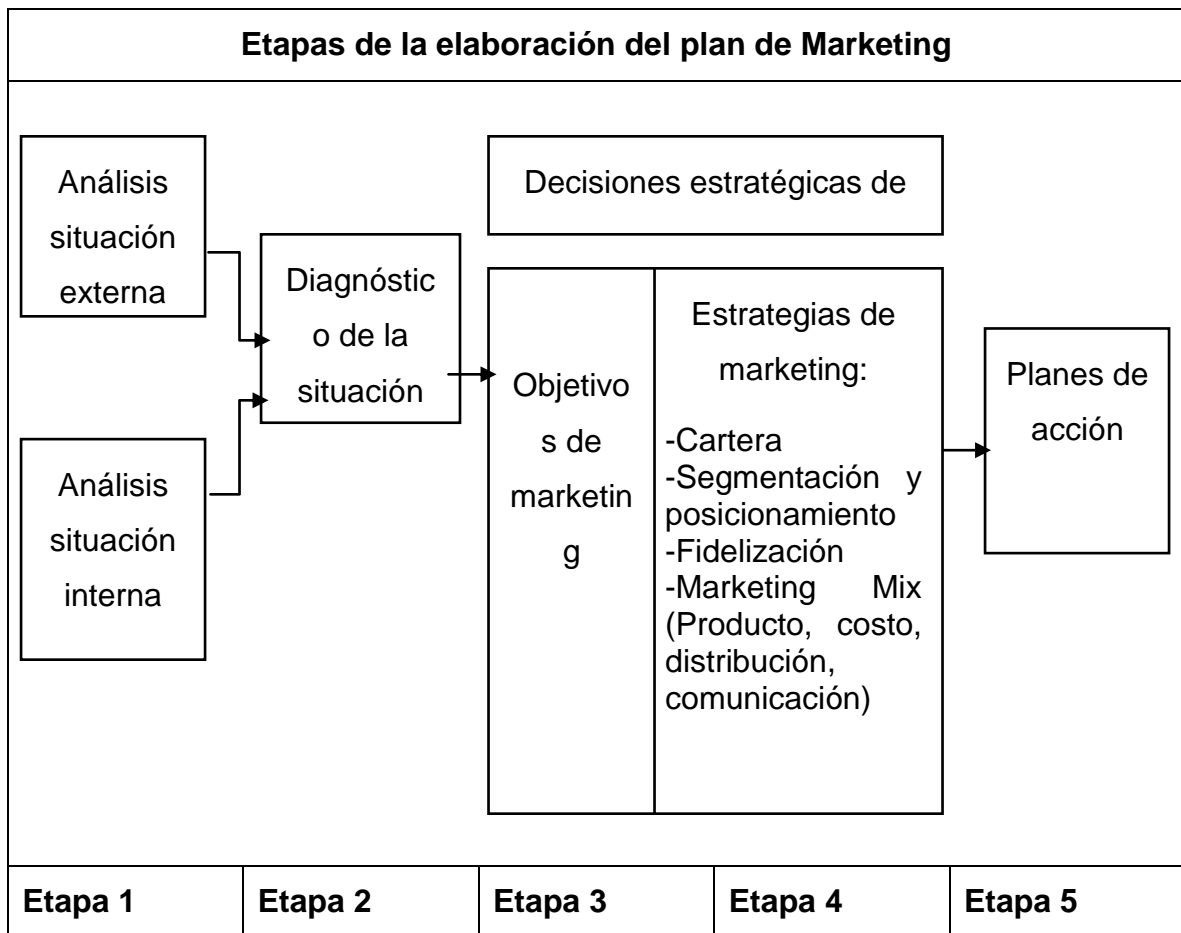 Etapas de la elaboración del plan de Marketing
Análisis
situación
externa
Análisis
situación
interna
Diagnóstic
o de la
situación
Decisiones estratégicas de
Objetivo
s de
marketin
g
Estrategias de
marketing:
-Cartera
-Segmentación y
posicionamiento
-Fidelización
-Marketing Mix
(Producto, costo,
distribución,
comunicación)
Planes de
acción
Etapa 1
Etapa 2
Etapa 3
Etapa 4
Etapa 5